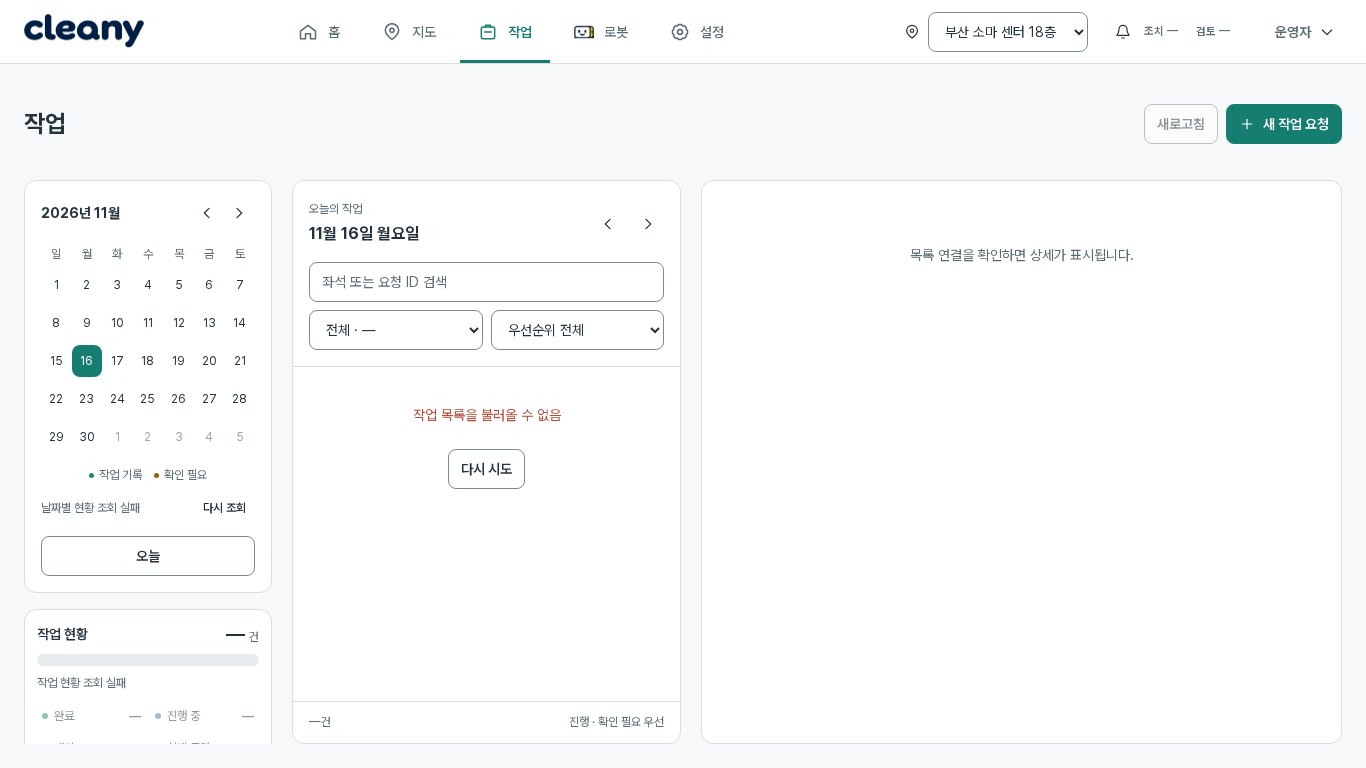 cleany
홈
지도
작업
로봇
설정
부산 소마 센터 18층
조치 —
검토 —
운영자
작업
새로고침
새 작업 요청
2026년 11월
일 월 화 수 목 금 토
1 2 3 4 5 6 7
8 9 10 11 12 13 14
15 16 17 18 19 20 21
22 23 24 25 26 27 28
29 30 1 2 3 4 5
작업 기록
확인 필요
날짜별 현황 조회 실패
다시 조회
오늘
작업 현황
— 건
작업 현황 조회 실패
완료 —
진행 중 —
오늘의 작업
11월 16일 월요일
좌석 또는 요청 ID 검색
전체 · —
우선순위 전체
작업 목록을 불러올 수 없음
다시 시도
—건
진행 · 확인 필요 우선
목록 연결을 확인하면 상세가 표시됩니다.